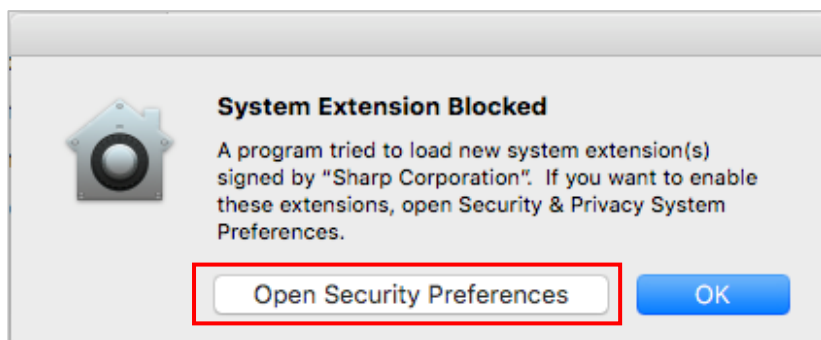 System Extension Blocked
A program tried to load new system extension(s)
signed by “Sharp Corporation”.  If you want to enable
these extensions, open Security & Privacy System
Preferences.
Open Security Preferences
OK